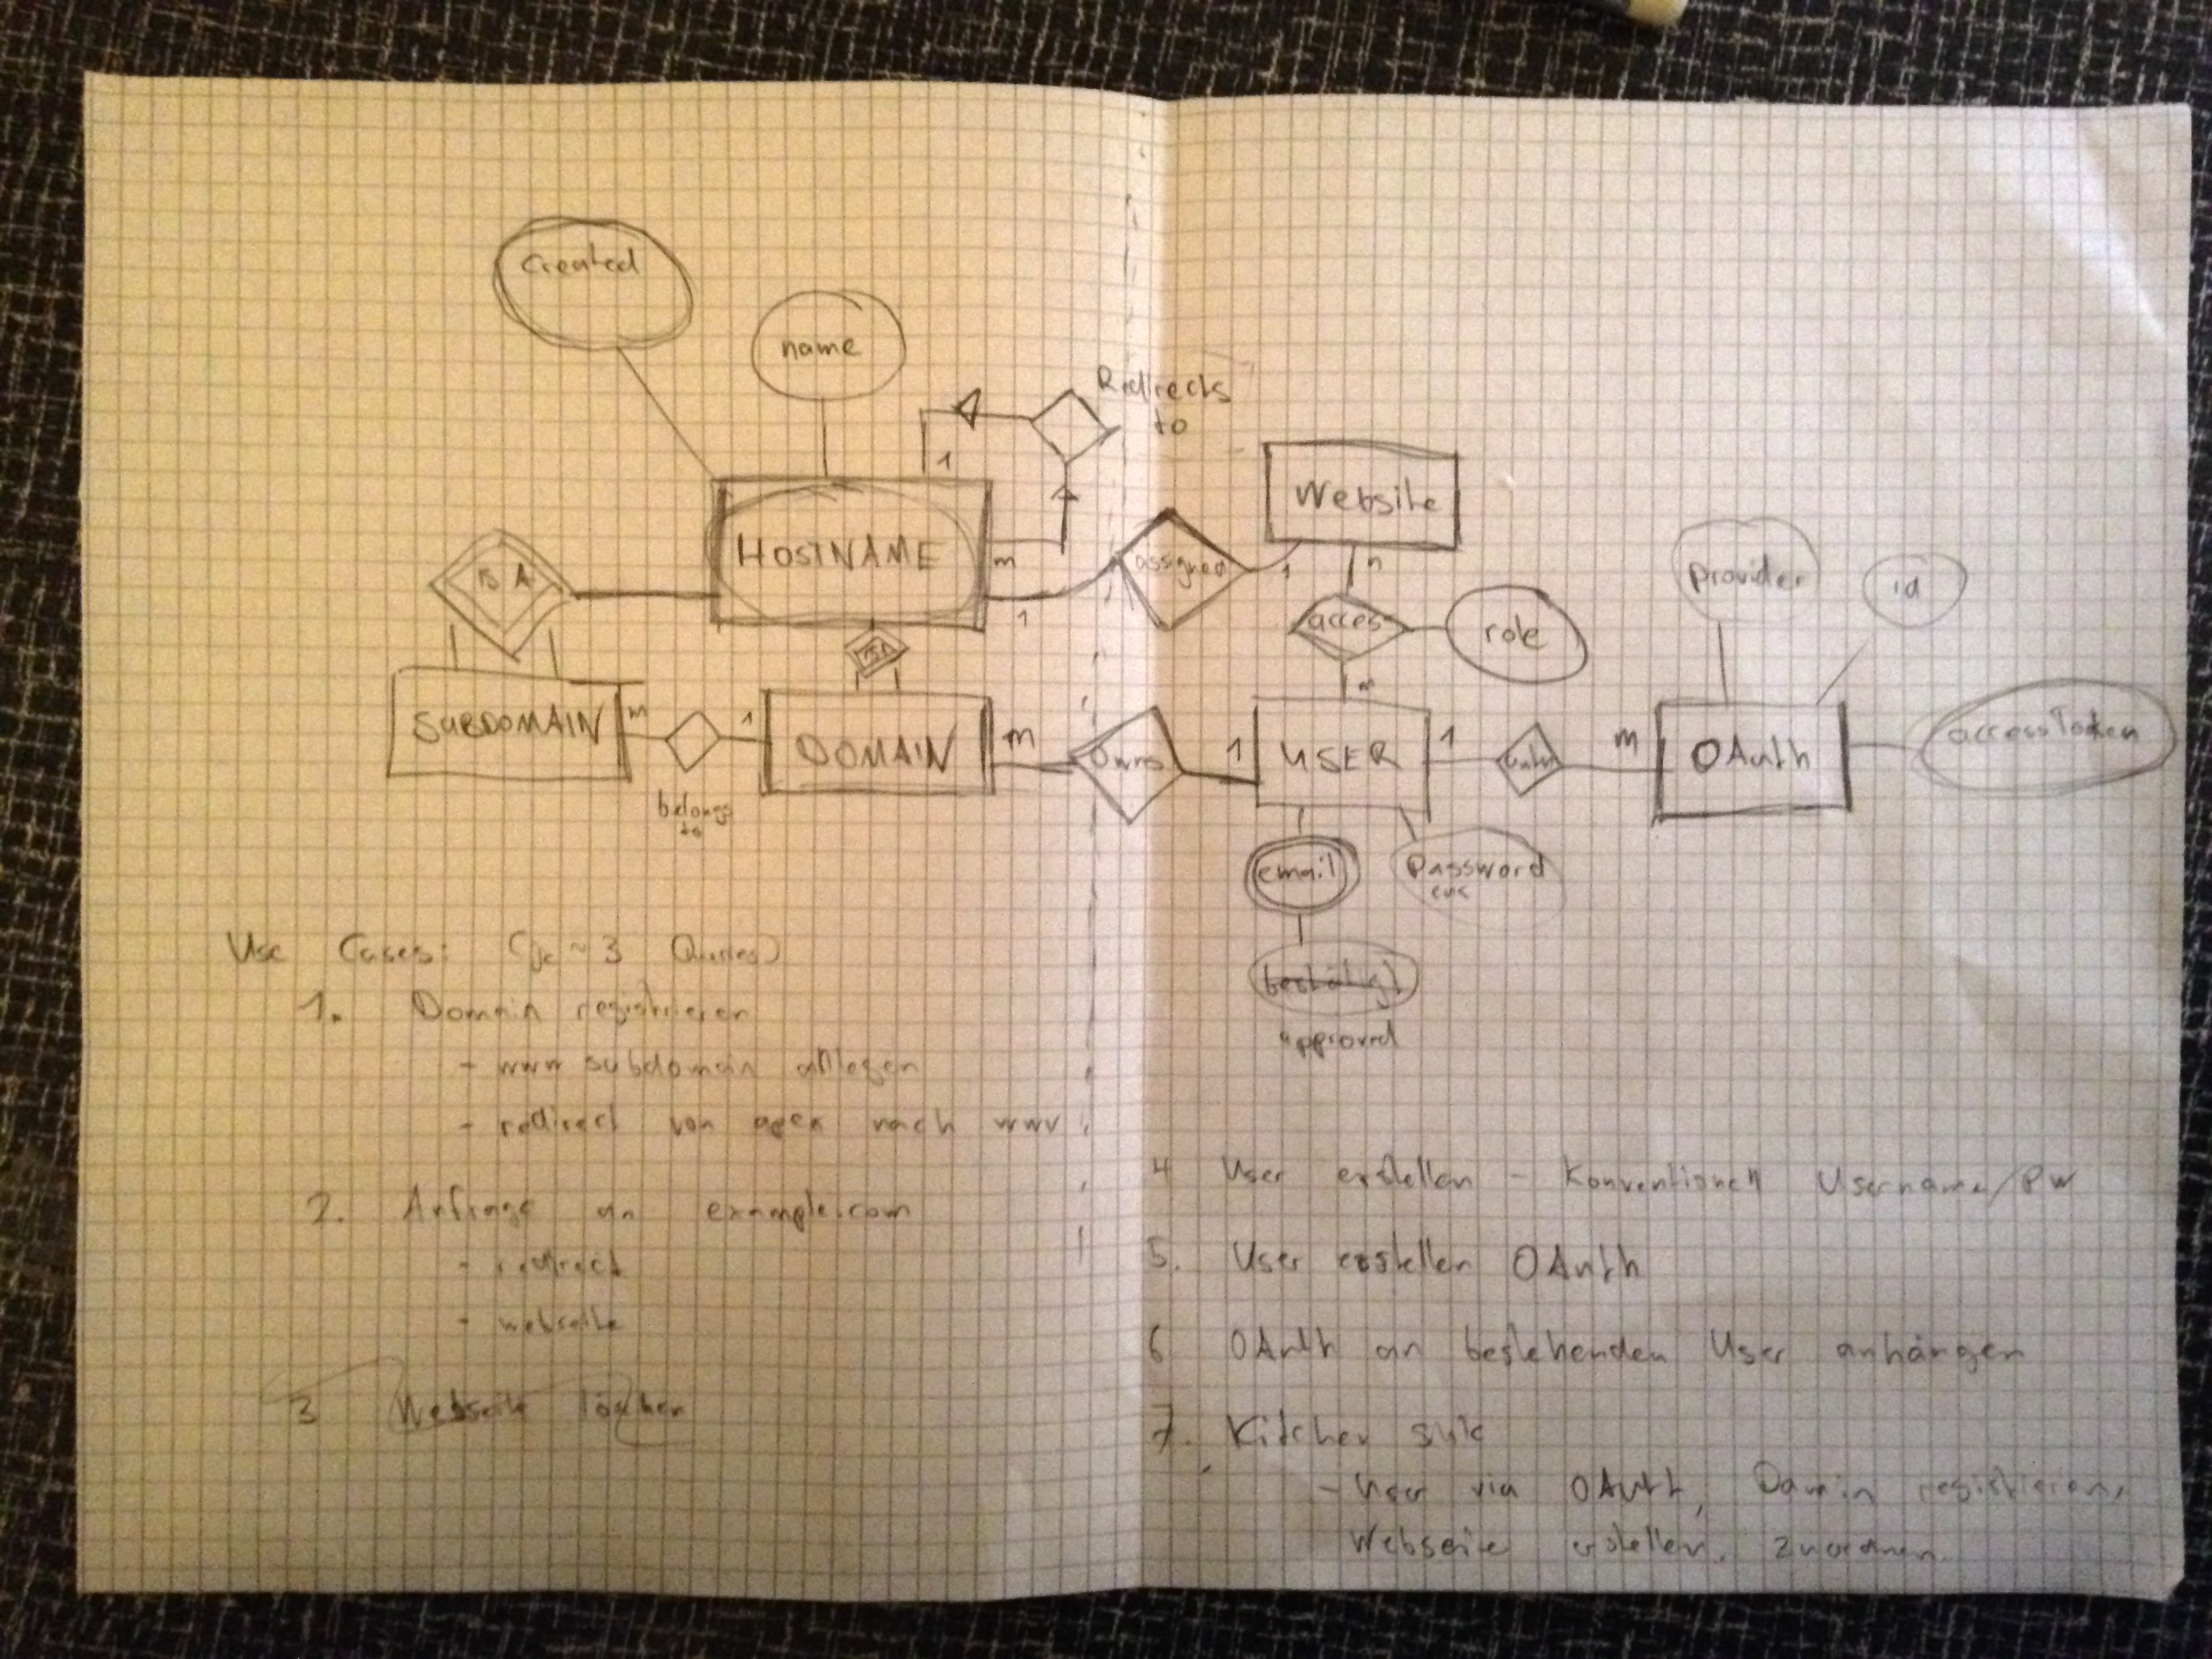 Created
name
Redirects
to
1
m
IS A
HOSTNAME
1
assigned
1
Website
n
access
role
Provider
id
SUBDOMAIN
m
belongs
to
1
DOMAIN
m
owns
1
USER
1
m
OAuth
accessToken
email
Password
approved
Use Cases: (je ~3 Queries)
1. Domain registrieren
- www subdomain anlegen
- redirect von apex nach www
2. Anfrage an example.com
- redirect
- webseite
3 Webseite löschen
4 User erstellen - Konventionell Username/PW
5. User erstellen OAuth
6 OAuth an bestehenden User anhängen
7. Kitchen sink
- User via OAuth, Domain registrieren,
Webseite erstellen, zuordnen.